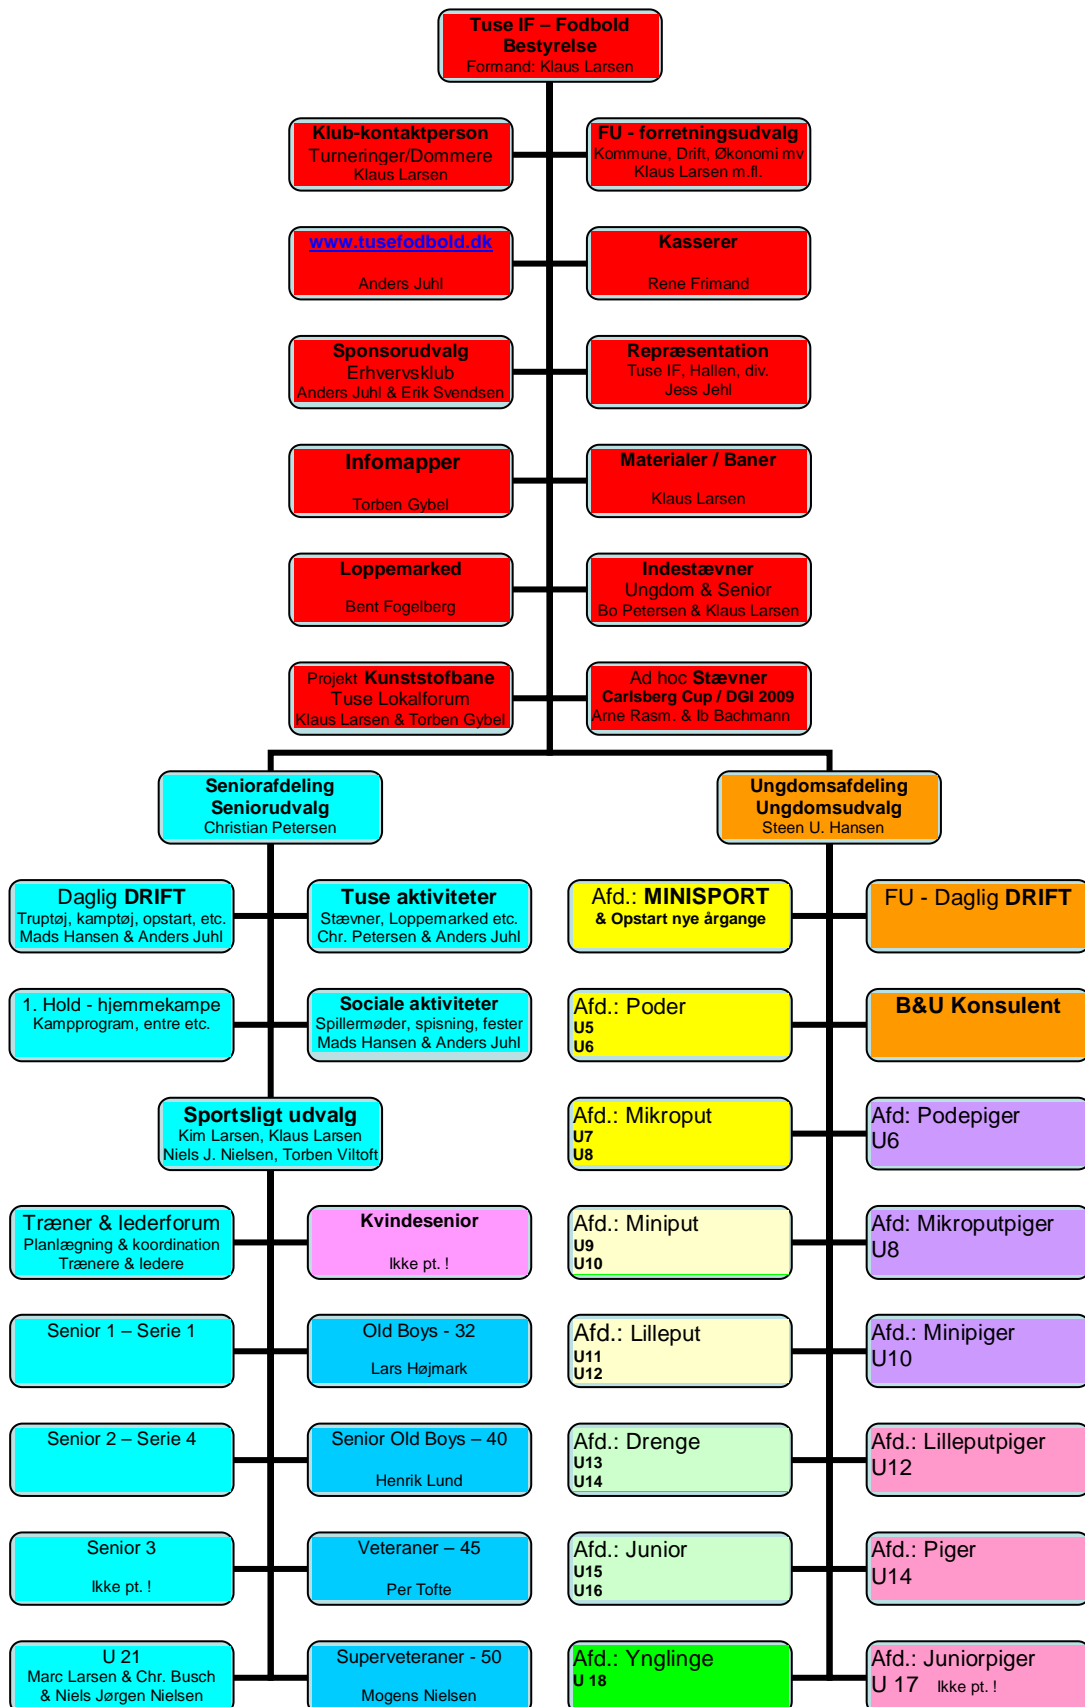 Tuse IF – Fodbold
Bestyrelse
Formand: Klaus Larsen
Klub-kontaktperson
Turneringer/Dommere
Klaus Larsen
FU - forretningsudvalg
Kommune, Drift, Økonomi mv
Klaus Larsen m.fl.
www.tusefodbold.dk
Anders Juhl
Kasserer
Rene Frimand
Sponsorudvalg
Erhvervsklub
Anders Juhl & Erik Svendsen
Repræsentation
Tuse IF, Hallen, div.
Jess Jehl
Infomapper
Torben Gybel
Materialer / Baner
Klaus Larsen
Loppemarked
Bent Fogelberg
Indestævner
Ungdom & Senior
Bo Petersen & Klaus Larsen
Projekt Kunststofbane
Tuse Lokalforum
Klaus Larsen & Torben Gybel
Ad hoc Stævner
Carlsberg Cup / DGI 2009
Arne Rasm. & Ib Bachmann
Seniorafdeling
Seniorudvalg
Christian Petersen
Ungdomsafdeling
Ungdomsudvalg
Steen U. Hansen
Daglig DRIFT
Truptøj, kamptøj, opstart, etc.
Mads Hansen & Anders Juhl
Tuse aktiviteter
Stævner, Loppemarked etc.
Chr. Petersen & Anders Juhl
Afd.: MINISPORT
& Opstart nye årgange
FU - Daglig DRIFT
1. Hold - hjemmekampe
Kampprogram, entre etc.
Sociale aktiviteter
Spillermøder, spisning, fester
Mads Hansen & Anders Juhl
Afd.: Poder
U5
U6
B&U Konsulent
Sportsligt udvalg
Kim Larsen, Klaus Larsen
Niels J. Nielsen, Torben Viltoft
Afd.: Mikroput
U7
U8
Afd: Podepiger
U6
Træner & lederforum
Planlægning & koordination
Trænere & ledere
Kvindesenior
Ikke pt. !
Afd.: Miniput
U9
U10
Afd: Mikroputpiger
U8
Senior 1 – Serie 1
Old Boys - 32
Lars Højmark
Afd.: Lilleput
U11
U12
Afd.: Minipiger
U10
Senior 2 – Serie 4
Senior Old Boys – 40
Henrik Lund
Afd.: Drenge
U13
U14
Afd.: Lilleputpiger
U12
Senior 3
Ikke pt. !
Veteraner – 45
Per Tofte
Afd.: Junior
U15
U16
Afd.: Piger
U14
U 21
Marc Larsen & Chr. Busch
& Niels Jørgen Nielsen
Superveteraner - 50
Mogens Nielsen
Afd.: Ynglinge
U 18
Afd.: Juniorpiger
U 17 Ikke pt. !